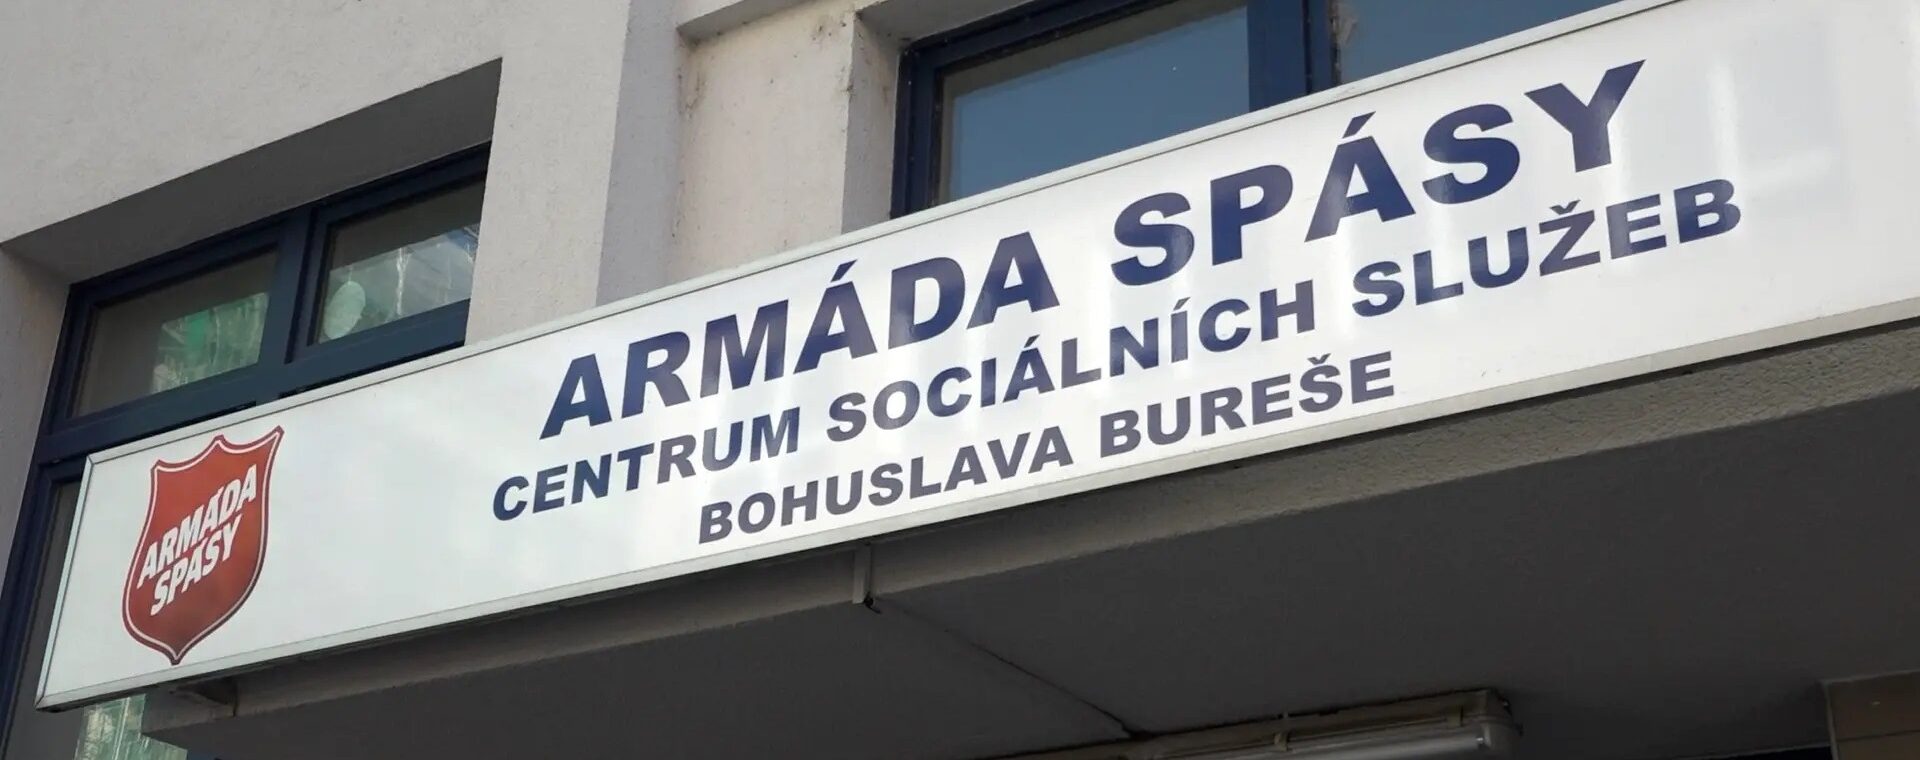 ARMÁDA SPÁSY
CENTRUM SOCIÁLNÍCH SLUŽEB
BOHUSLAVA BUREŠE
ARMÁDA
SPÁSY